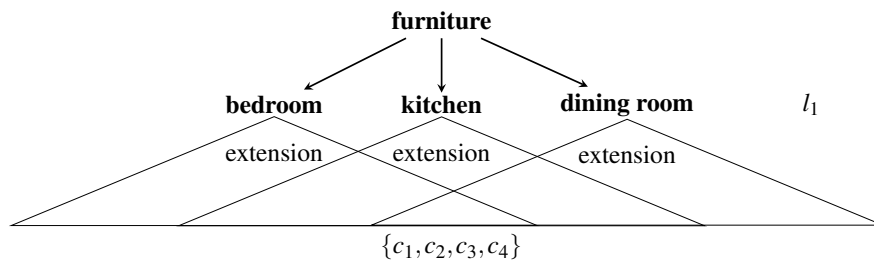 furniture
bedroom kitchen dining room l₁
extension extension extension
{c₁, c₂, c₃, c₄}